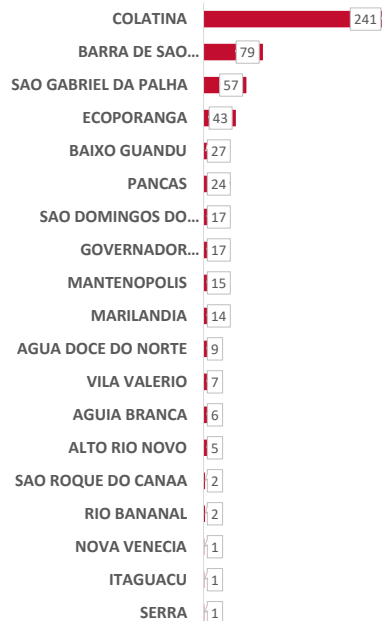 COLATINA 241
BARRA DE SAO... 79
SAO GABRIEL DA PALHA 57
ECOPORANGA 43
BAIXO GUANDU 27
PANCAS 24
SAO DOMINGOS DO... 17
GOVERNADOR... 17
MANTENOPOLIS 15
MARILANDIA 14
AGUA DOCE DO NORTE 9
VILA VALERIO 7
AGUIA BRANCA 6
ALTO RIO NOVO 5
SAO ROQUE DO CANAA 2
RIO BANANAL 2
NOVA VENECIA 1
ITAGUACU 1
SERRA 1